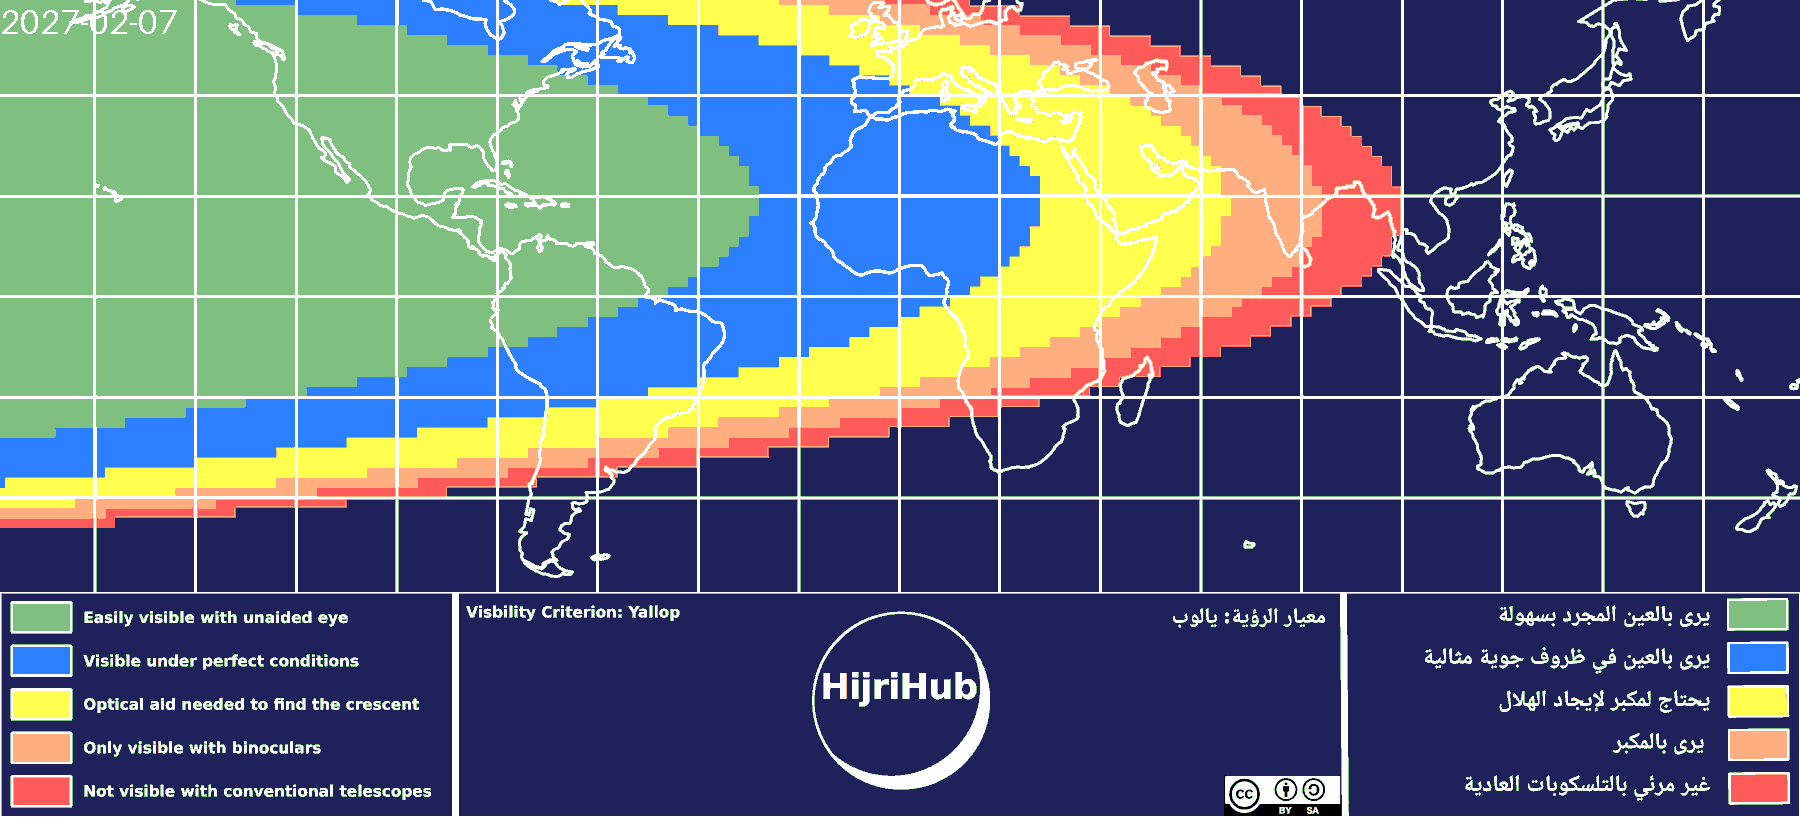 2027-02-07
Easily visible with unaided eye
Visible under perfect conditions
Optical aid needed to find the crescent
Only visible with binoculars
Not visible with conventional telescopes
Visbility Criterion: Yallop
معيار الرؤية: يالوب
HijriHub
cc
BY SA
يرى بالعين المجرد بسهولة
يرى بالعين في ظروف جوية مثالية
يحتاج لمكبر لإيجاد الهلال
يرى بالمكبر
غير مرئي بالتلسكوبات العادية